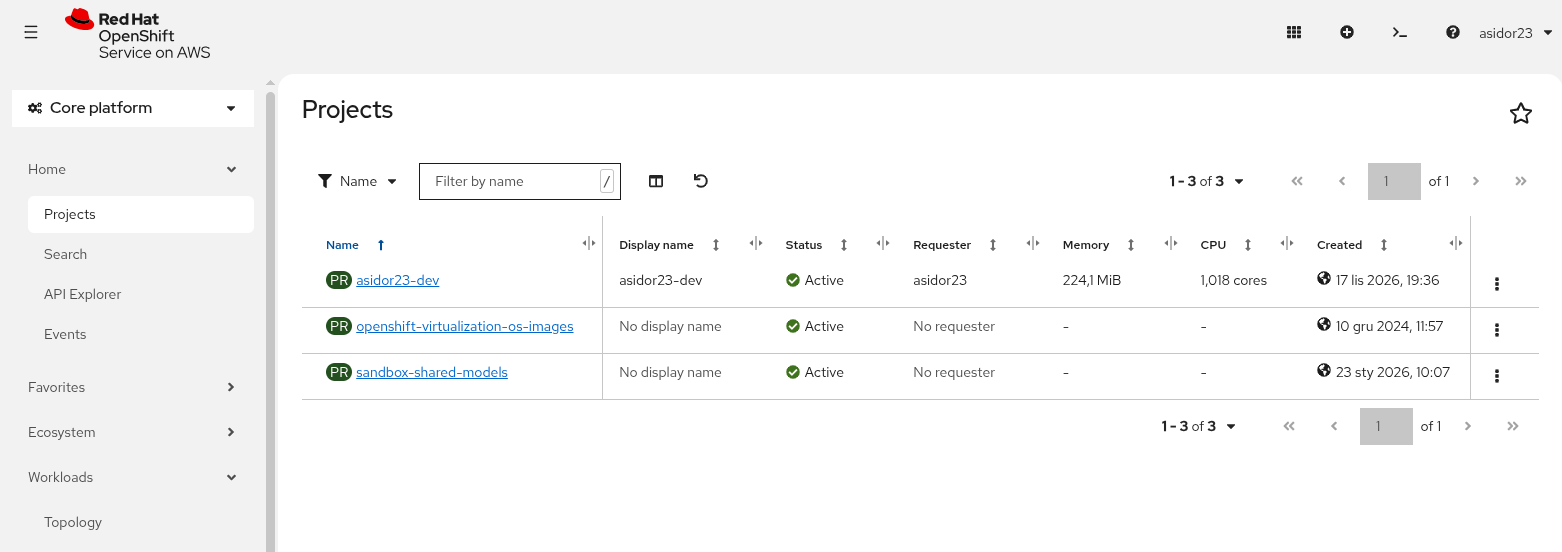 Red Hat
OpenShift
Service on AWS
asidor23
Core platform
Home
Projects
Search
API Explorer
Events
Favorites
Ecosystem
Workloads
Topology
Projects
Name
Filter by name /
1 - 3 of 3
1 of 1
Name Display name Status Requester Memory CPU Created
PR asidor23-dev asidor23-dev Active asidor23 224,1 MiB 1,018 cores 17 lis 2026, 19:36
PR openshift-virtualization-os-images No display name Active No requester - - 10 gru 2024, 11:57
PR sandbox-shared-models No display name Active No requester - - 23 sty 2026, 10:07
1 - 3 of 3 1 of 1